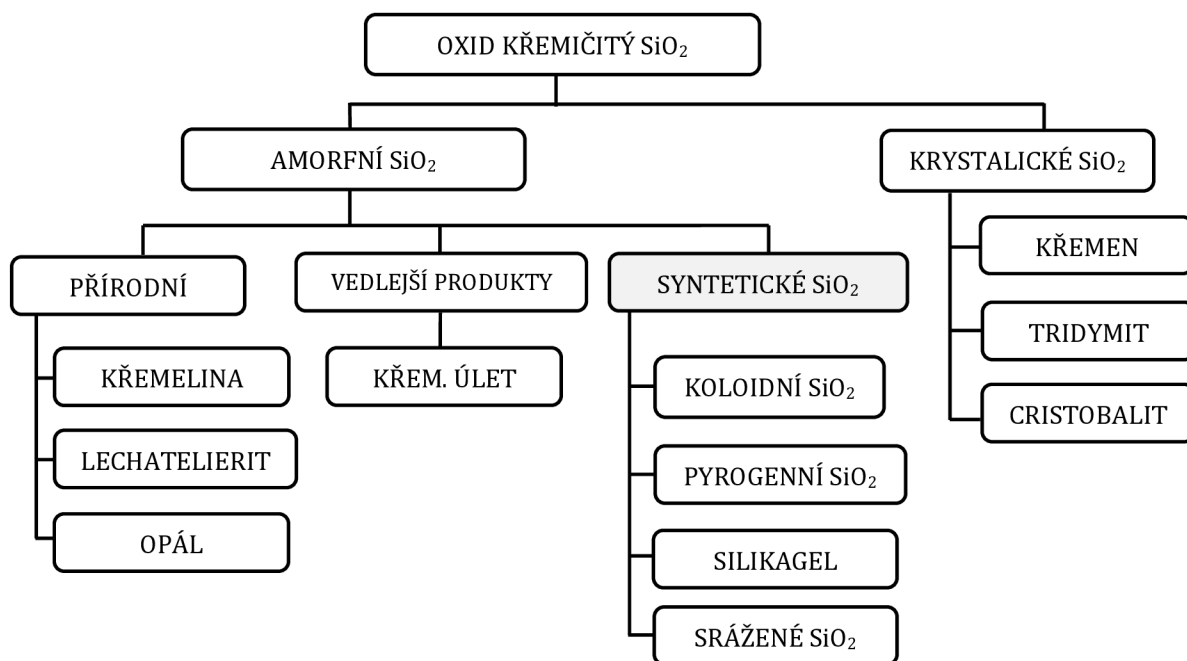 OXID KŘEMIČITÝ SiO₂
AMORFNÍ SiO₂
KRYSTALICKÉ SiO₂
PŘÍRODNÍ
VEDLEJŠÍ PRODUKTY
SYNTETICKÉ SiO₂
KŘEMEN
TRIDYMIT
CRISTOBALIT
KŘEMELINA
LECHATELIERIT
OPÁL
KŘEM. ÚLET
KOLOIDNÍ SiO₂
PYROGENNÍ SiO₂
SILIKAGEL
SRÁŽENÉ SiO₂